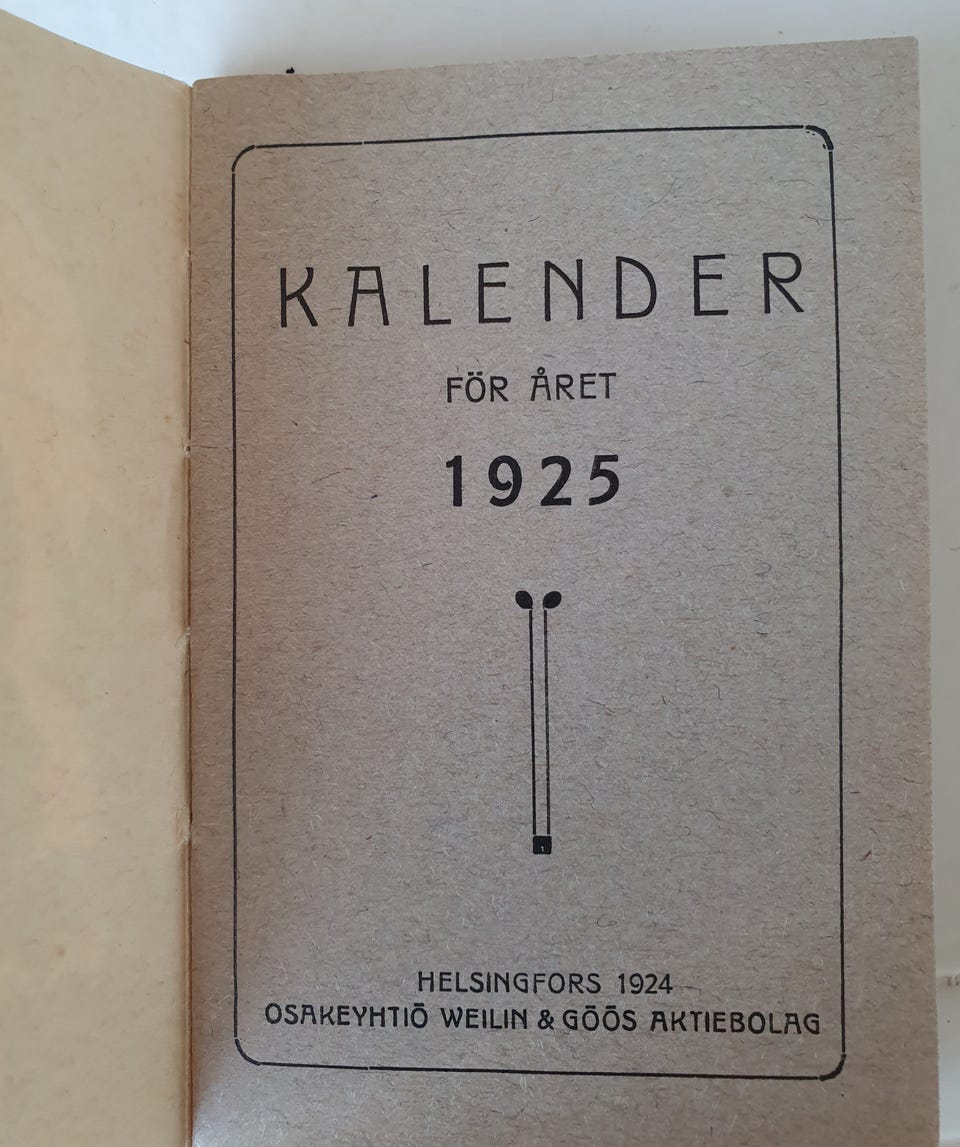 KALENDER
FÖR ÅRET
1925
HELSINGFORS 1924
OSAKEYHTIÖ WEILIN & GÖÖS AKTIEBOLAG